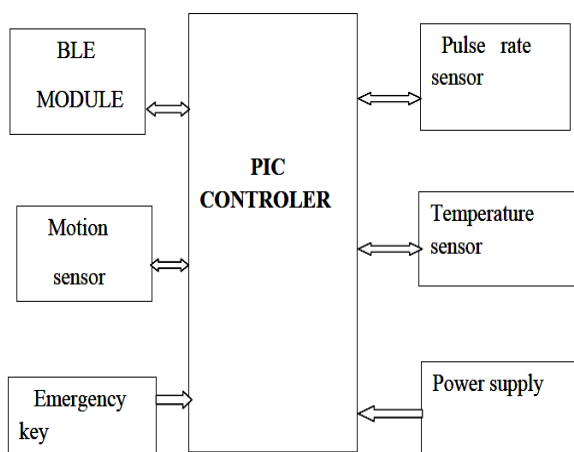 BLE
MODULE
Motion
sensor
Emergency
key
PIC
CONTROLER
Pulse rate
sensor
Temperature
sensor
Power supply